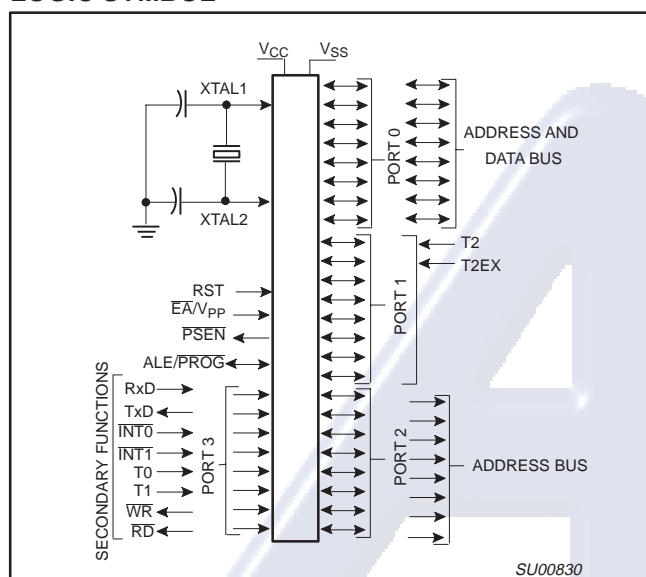 LOGIC SYMBOL
VCC VSS
XTAL1
XTAL2
PORT 0
ADDRESS AND
DATA BUS
T2
T2EX
PORT 1
RST
EA/VPP
PSEN
ALE/PROG
SECONDARY FUNCTIONS
RxD
TxD
INT0
INT1
T0
T1
WR
RD
PORT 3
PORT 2
ADDRESS BUS
SU00830